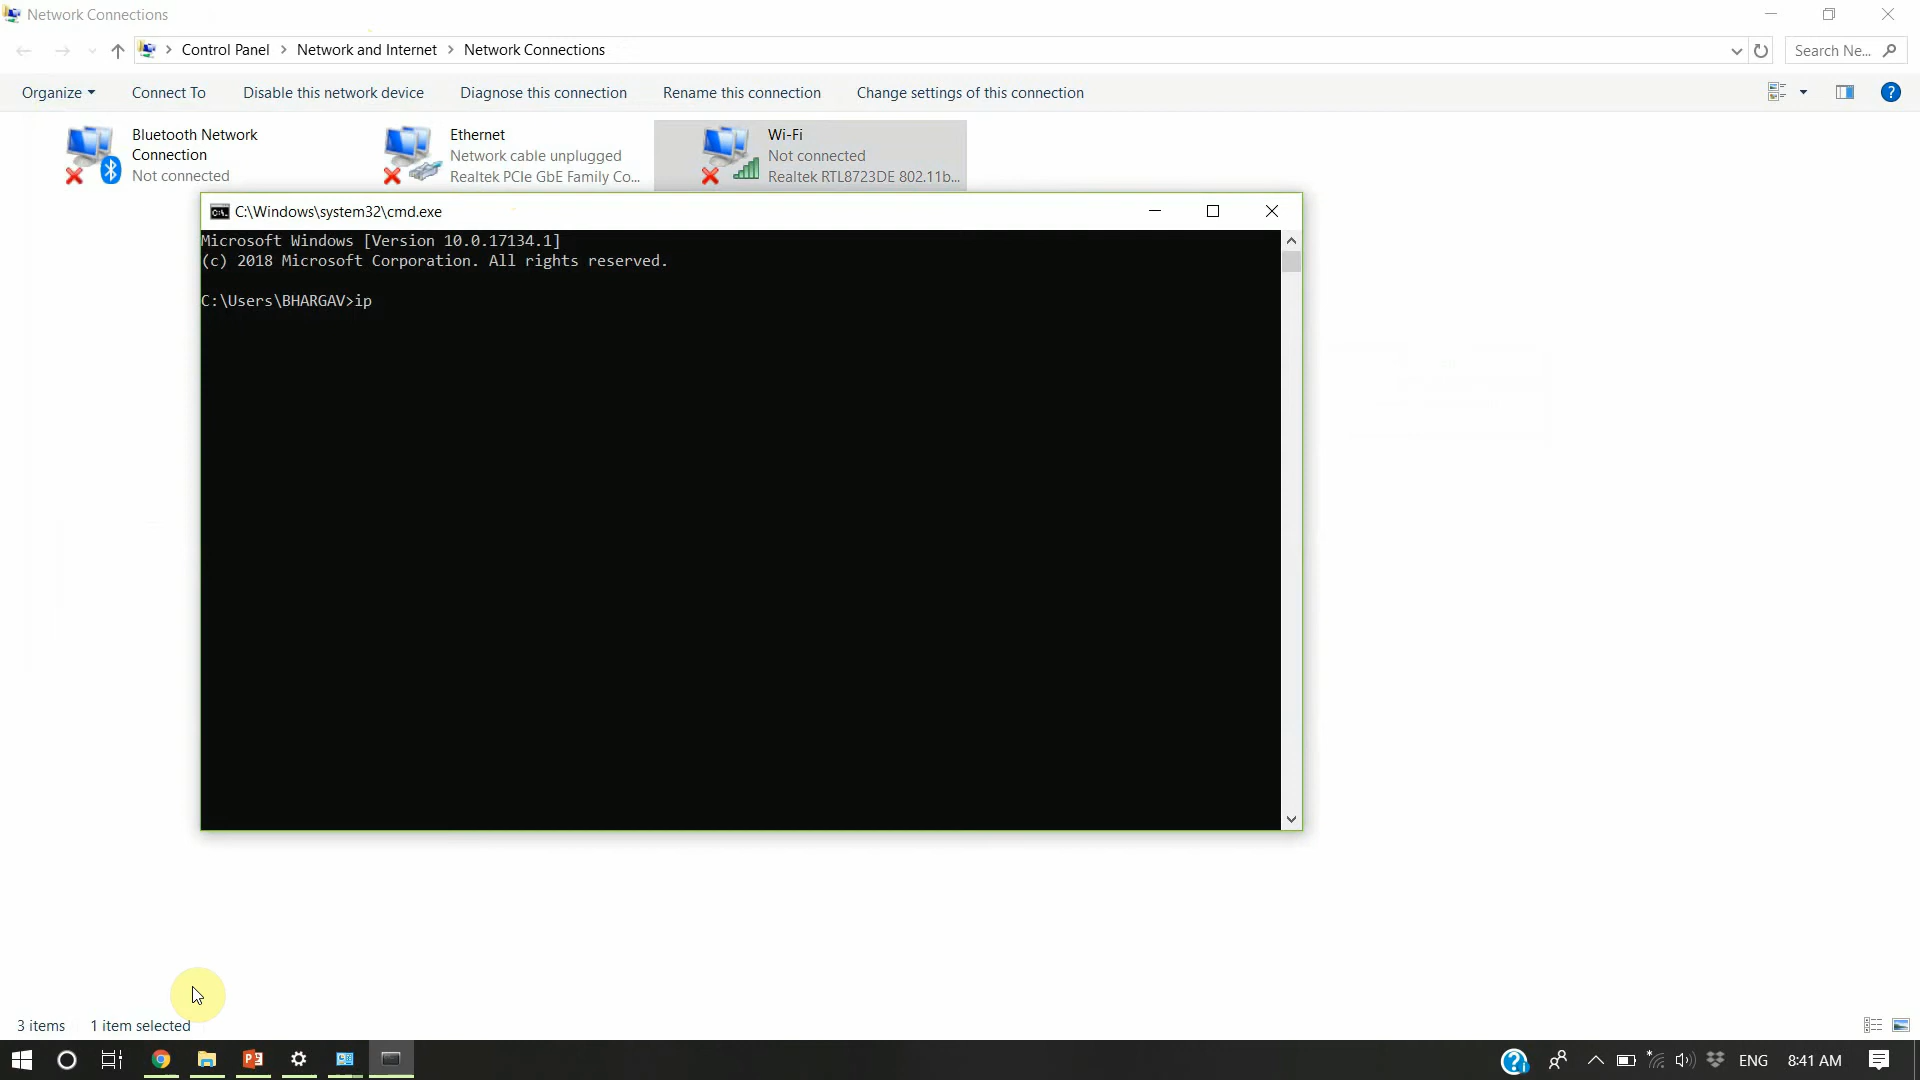 Network Connections
Control Panel > Network and Internet > Network Connections
Search Ne...
Organize
Connect To
Disable this network device
Diagnose this connection
Rename this connection
Change settings of this connection
?
Bluetooth Network
Connection
Not connected
Ethernet
Network cable unplugged
Realtek PCIe GbE Family Co...
Wi-Fi
Not connected
Realtek RTL8723DE 802.11b...
C:\Windows\system32\cmd.exe
Microsoft Windows [Version 10.0.17134.1]
(c) 2018 Microsoft Corporation. All rights reserved.
C:\Users\BHARGAV>ip
3 items
1 item selected
ENG
8:41 AM